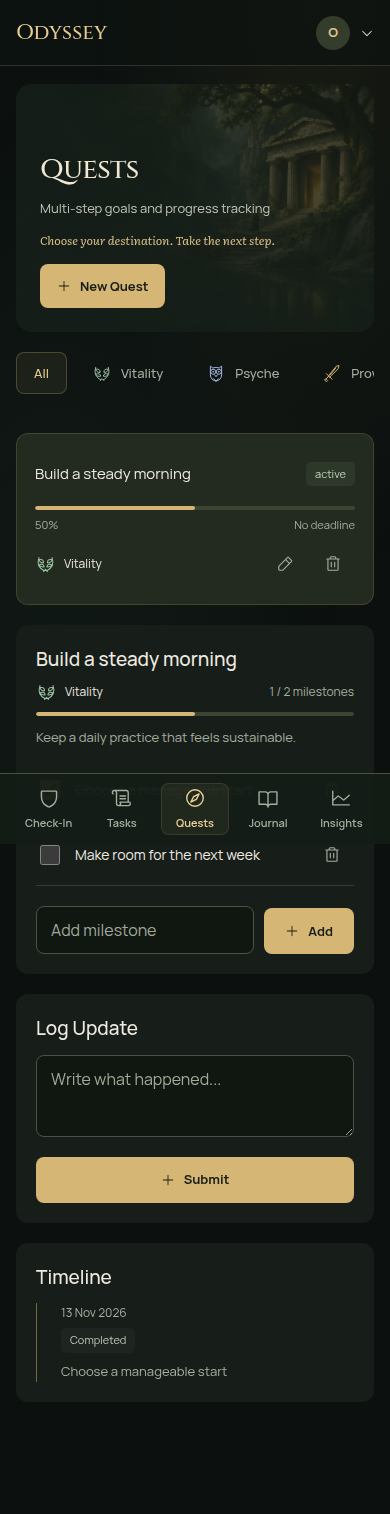 ODYSSEY
O
Quests
Multi-step goals and progress tracking
Choose your destination. Take the next step.
New Quest
All
Vitality
Psyche
Build a steady morning
active
50%
No deadline
Vitality
Build a steady morning
Vitality
1 / 2 milestones
Keep a daily practice that feels sustainable.
Check-In
Tasks
Quests
Journal
Insights
Make room for the next week
Add milestone
Add
Log Update
Write what happened...
Submit
Timeline
13 Nov 2026
Completed
Choose a manageable start